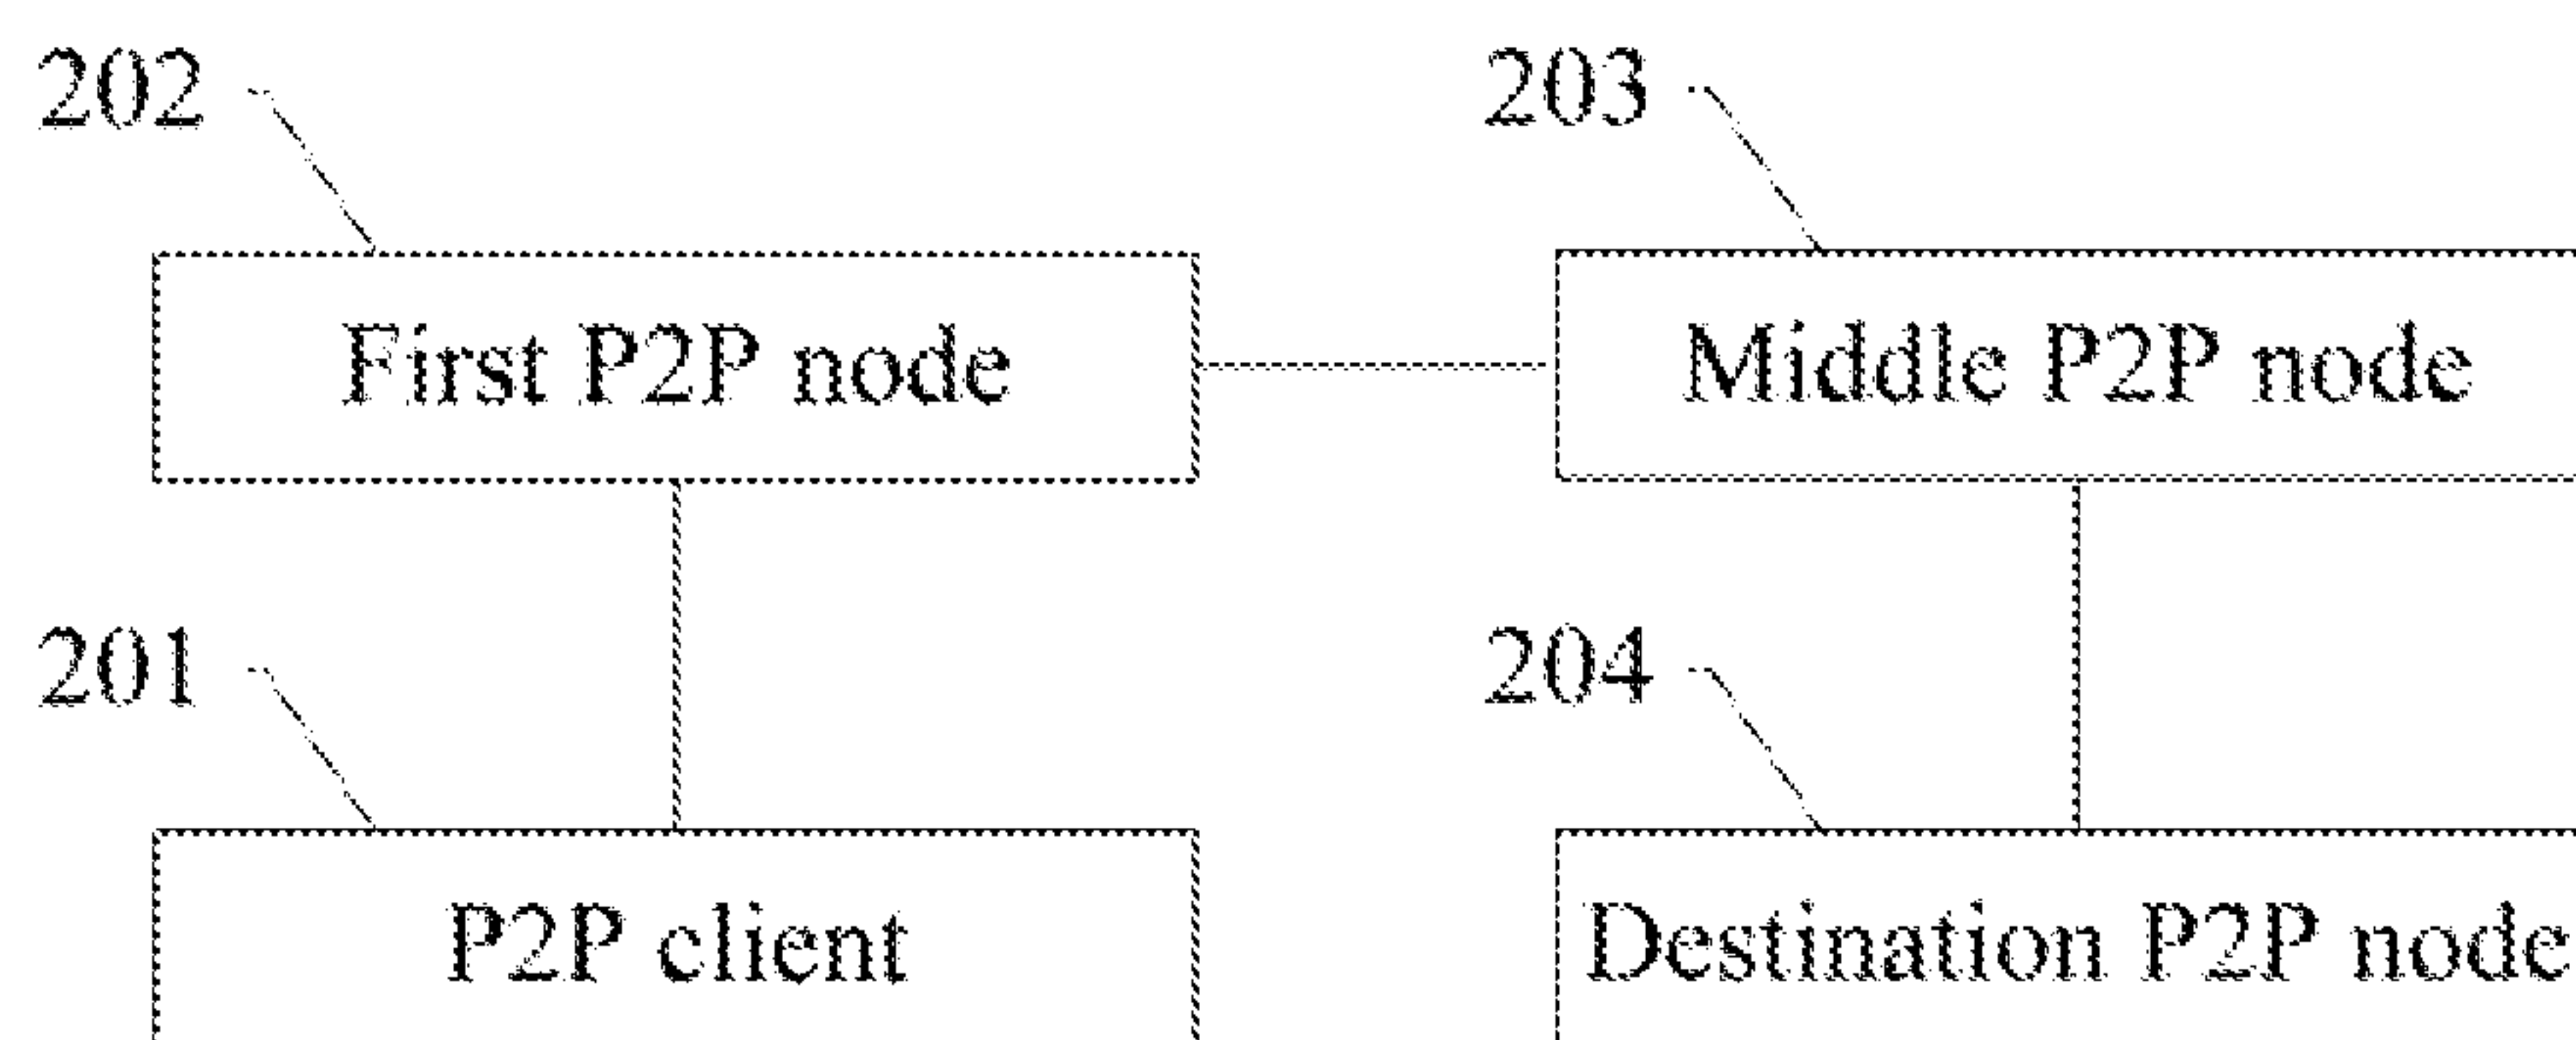 202
203
First P2P node
Middle P2P node
201
204
P2P client
Destination P2P node